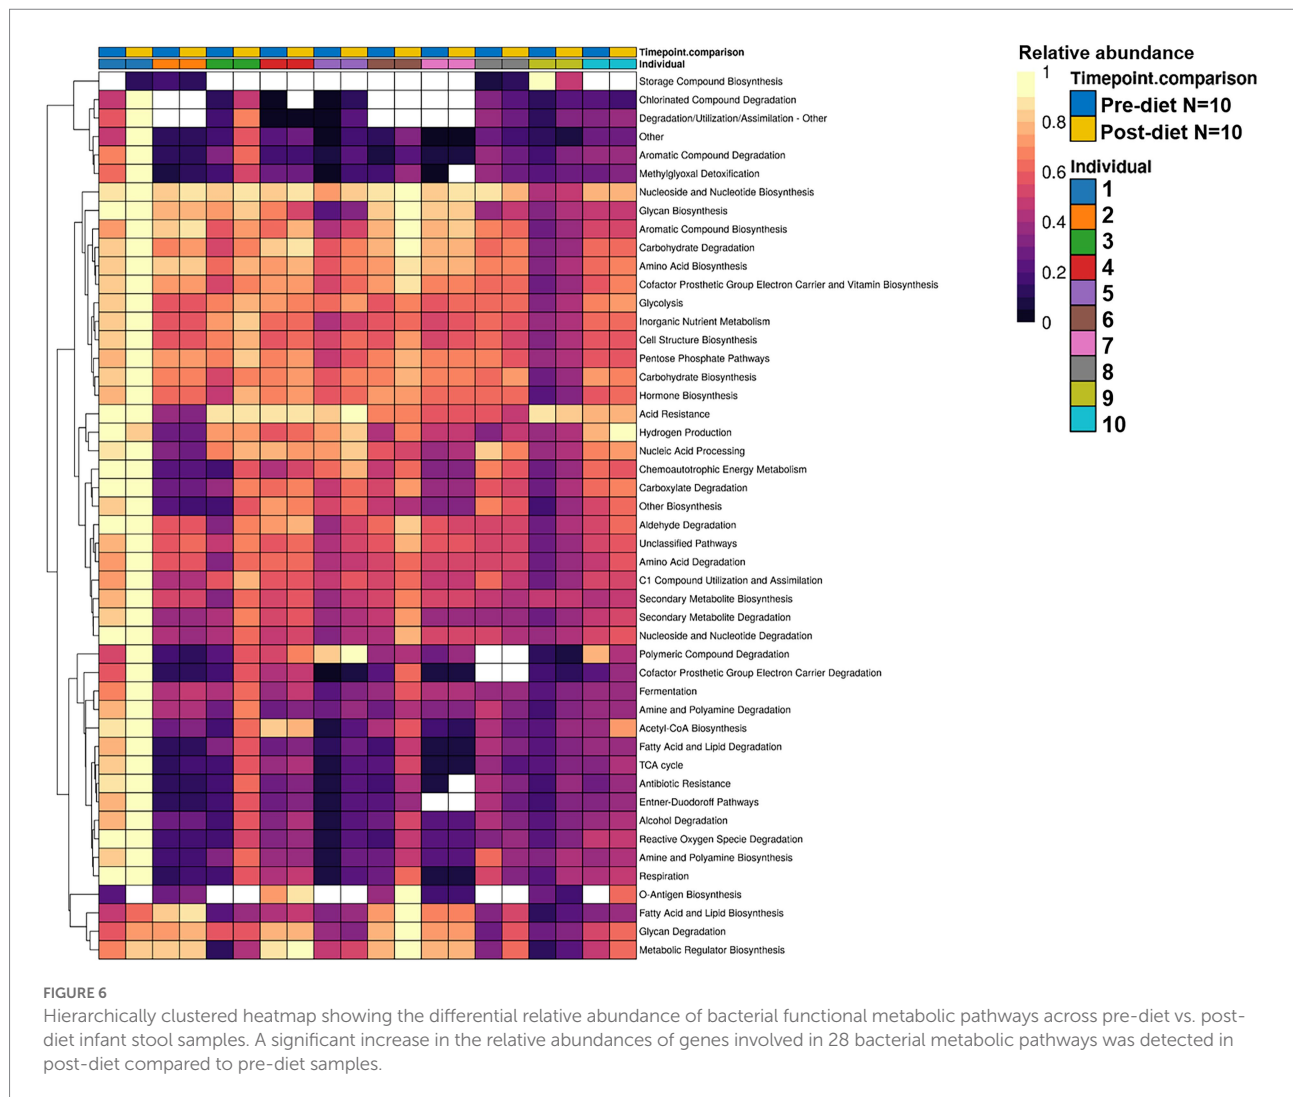 Timepoint.comparison
Individual
Storage Compound Biosynthesis
Chlorinated Compound Degradation
Degradation/Utilization/Assimilation - Other
Other
Aromatic Compound Degradation
Methylglyoxal Detoxification
Nucleoside and Nucleotide Biosynthesis
Glycan Biosynthesis
Aromatic Compound Biosynthesis
Carbohydrate Degradation
Amino Acid Biosynthesis
Cofactor Prosthetic Group Electron Carrier and Vitamin Biosynthesis
Glycolysis
Inorganic Nutrient Metabolism
Cell Structure Biosynthesis
Pentose Phosphate Pathways
Carbohydrate Biosynthesis
Hormone Biosynthesis
Acid Resistance
Hydrogen Production
Nucleic Acid Processing
Chemoautotrophic Energy Metabolism
Carboxylate Degradation
Other Biosynthesis
Aldehyde Degradation
Unclassified Pathways
Amino Acid Degradation
C1 Compound Utilization and Assimilation
Secondary Metabolite Biosynthesis
Secondary Metabolite Degradation
Nucleoside and Nucleotide Degradation
Polymeric Compound Degradation
Cofactor Prosthetic Group Electron Carrier Degradation
Fermentation
Amine and Polyamine Degradation
Acetyl-CoA Biosynthesis
Fatty Acid and Lipid Degradation
TCA cycle
Antibiotic Resistance
Entner-Duodoroff Pathways
Alcohol Degradation
Reactive Oxygen Specie Degradation
Amine and Polyamine Biosynthesis
Respiration
O-Antigen Biosynthesis
Fatty Acid and Lipid Biosynthesis
Glycan Degradation
Metabolic Regulator Biosynthesis
Relative abundance
1
0.8
0.6
0.4
0.2
0
Timepoint.comparison
Pre-diet N=10
Post-diet N=10
Individual
1
2
3
4
5
6
7
8
9
10
FIGURE 6
Hierarchically clustered heatmap showing the differential relative abundance of bacterial functional metabolic pathways across pre-diet vs. post-
diet infant stool samples. A significant increase in the relative abundances of genes involved in 28 bacterial metabolic pathways was detected in
post-diet compared to pre-diet samples.